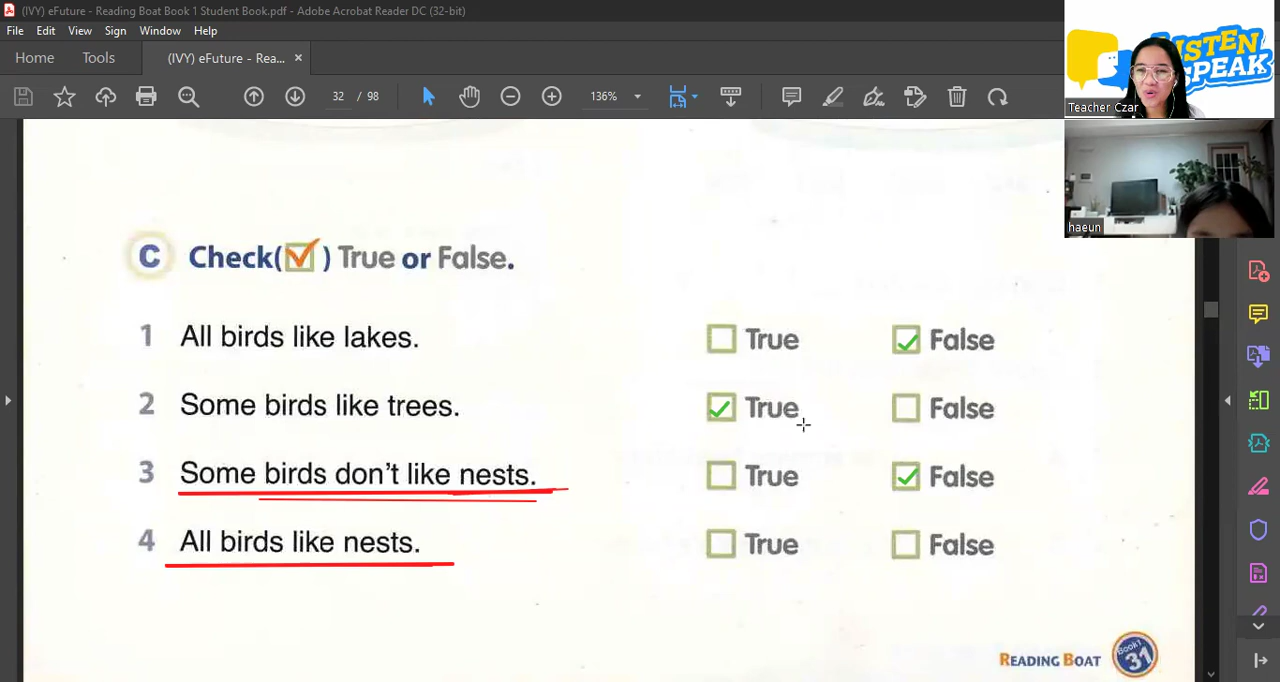 (IVY) eFuture - Reading Boat Book 1 Student Book.pdf - Adobe Acrobat Reader DC (32-bit)
File Edit View Sign Window Help
Home Tools (IVY) eFuture - Rea... ×
32 / 98 136%
LISTEN
SPEAK
Teacher Czar
haeun
C Check( ) True or False.
1 All birds like lakes. True False
2 Some birds like trees. True False
3 Some birds don't like nests. True False
4 All birds like nests. True False
READING BOAT Book 1 31